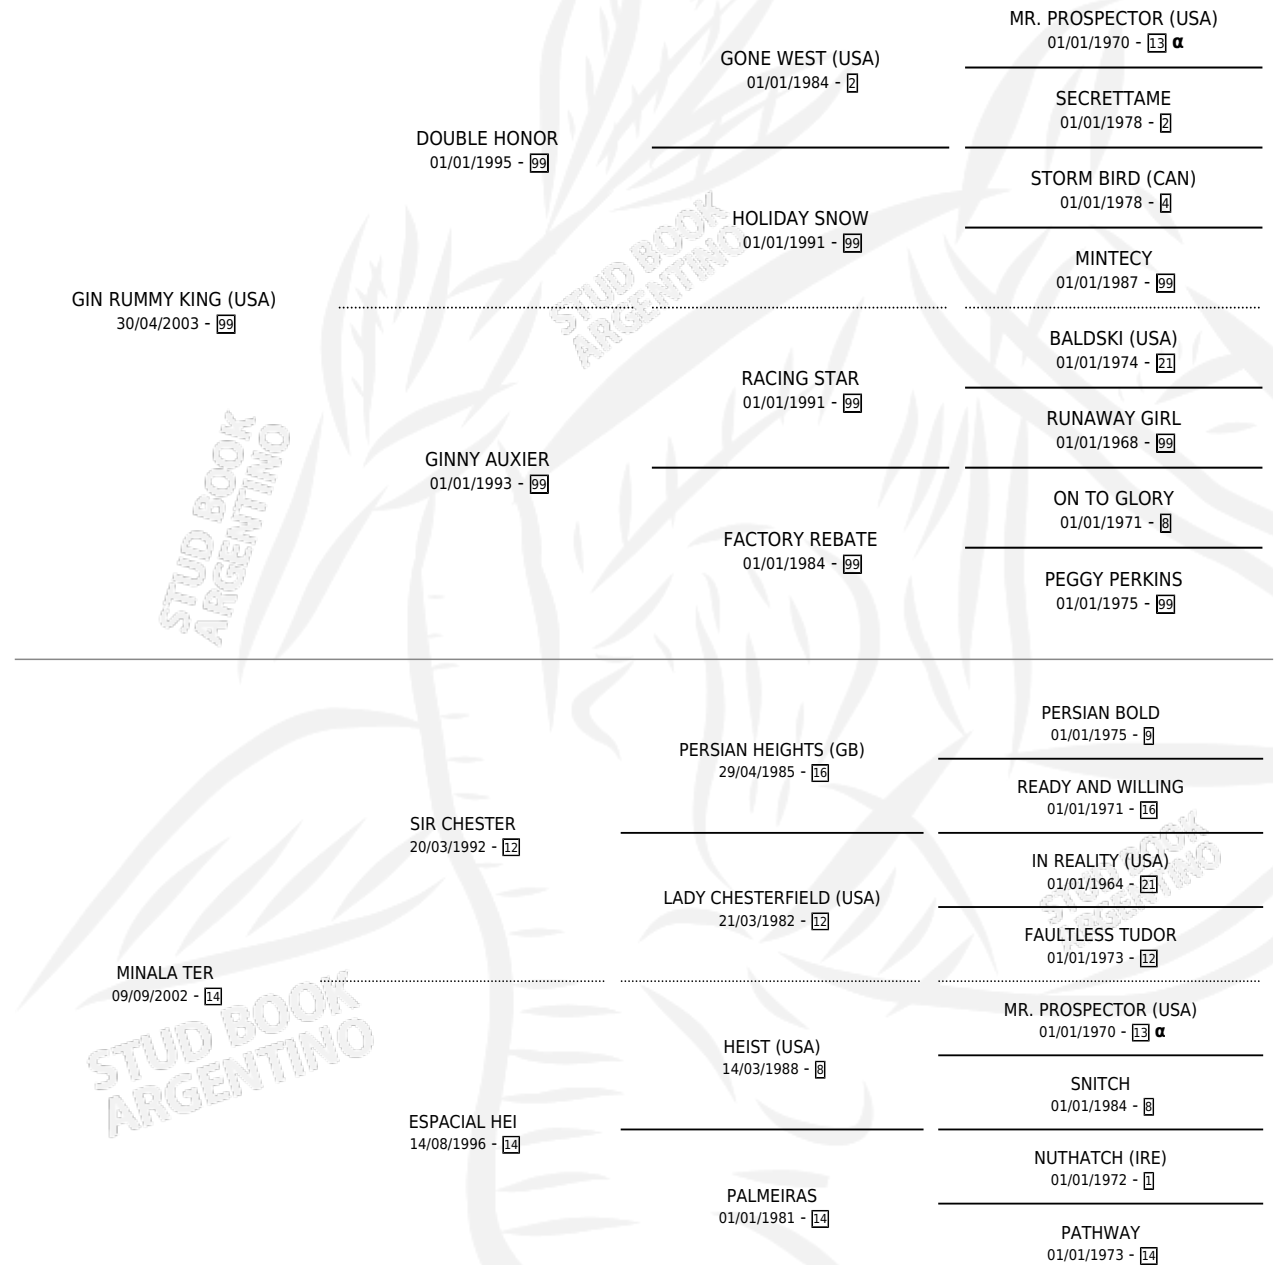 MR. PROSPECTOR (USA)
01/01/1970 - 13 α
GONE WEST (USA)
01/01/1984 - 2
SECRETTAME
01/01/1978 - 2
DOUBLE HONOR
01/01/1995 - 99
STORM BIRD (CAN)
01/01/1978 - 4
HOLIDAY SNOW
01/01/1991 - 99
MINTECY
01/01/1987 - 99
STUD BOOK
ARGENTINO
GIN RUMMY KING (USA)
30/04/2003 - 99
BALDSKI (USA)
01/01/1974 - 21
RACING STAR
01/01/1991 - 99
RUNAWAY GIRL
01/01/1968 - 99
GINNY AUXIER
01/01/1993 - 99
ON TO GLORY
01/01/1971 - 8
FACTORY REBATE
01/01/1984 - 99
PEGGY PERKINS
01/01/1975 - 99
STUD BOOK
ARGENTINO
PERSIAN BOLD
01/01/1975 - 9
PERSIAN HEIGHTS (GB)
29/04/1985 - 16
READY AND WILLING
01/01/1971 - 16
SIR CHESTER
20/03/1992 - 12
IN REALITY (USA)
01/01/1964 - 21
LADY CHESTERFIELD (USA)
21/03/1982 - 12
FAULTLESS TUDOR
01/01/1973 - 12
STUD BOOK
ARGENTINO
MINALA TER
09/09/2002 - 14
MR. PROSPECTOR (USA)
01/01/1970 - 13 α
HEIST (USA)
14/03/1988 - 8
SNITCH
01/01/1984 - 8
ESPACIAL HEI
14/08/1996 - 14
NUTHATCH (IRE)
01/01/1972 - 1
PALMEIRAS
01/01/1981 - 14
PATHWAY
01/01/1973 - 14
STUD BOOK
ARGENTINO